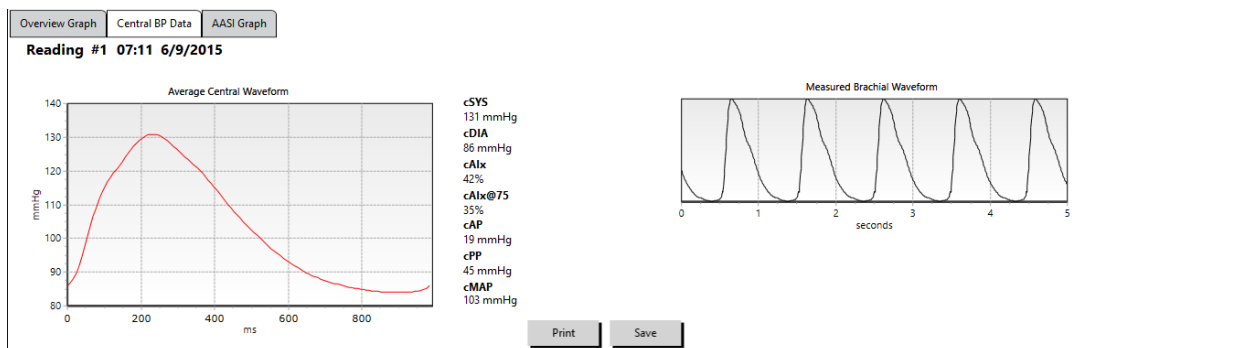 Overview Graph Central BP Data AASI Graph
Reading #1 07:11 6/9/2015
Average Central Waveform
140
130
120
110
100
90
80
mmHg
0 200 400 600 800
ms
cSYS
131 mmHg
cDIA
86 mmHg
cAIx
42%
cAIx@75
35%
cAP
19 mmHg
cPP
45 mmHg
cMAP
103 mmHg
Measured Brachial Waveform
0 1 2 3 4 5
seconds
Print Save